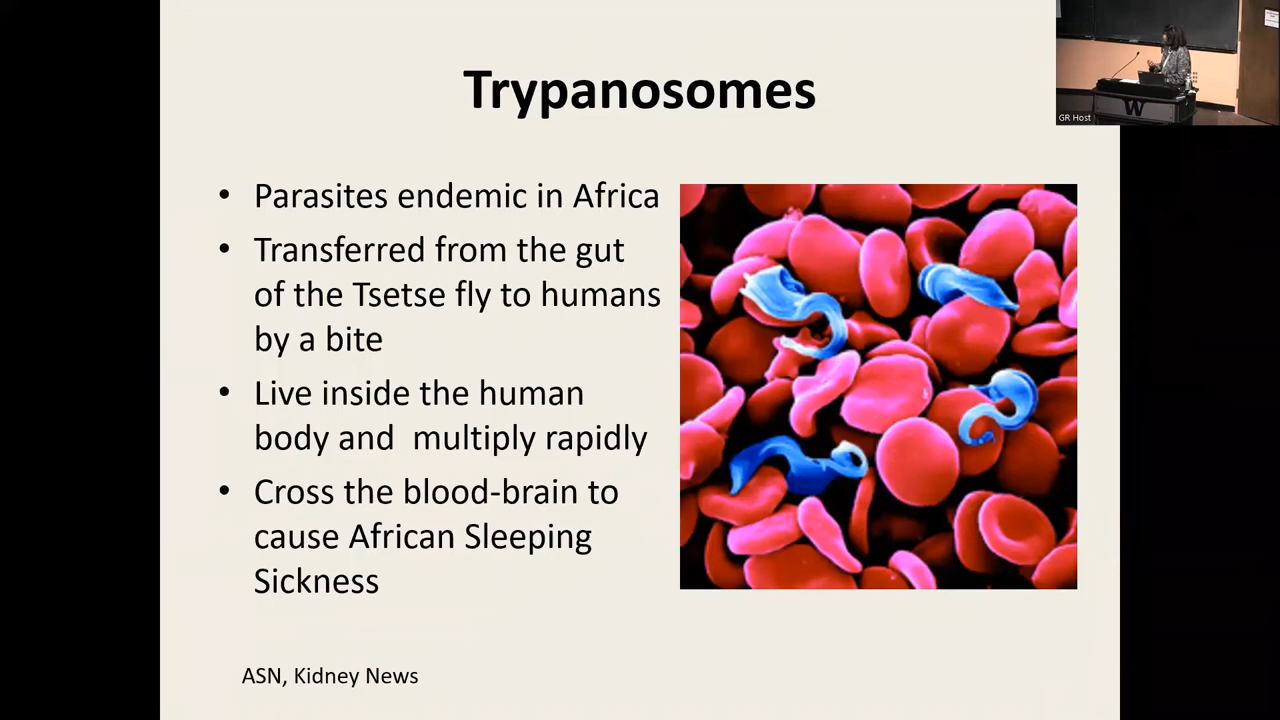 Trypanosomes
GR Host
W
• Parasites endemic in Africa
• Transferred from the gut
of the Tsetse fly to humans
by a bite
• Live inside the human
body and  multiply rapidly
• Cross the blood-brain to
cause African Sleeping
Sickness
ASN, Kidney News